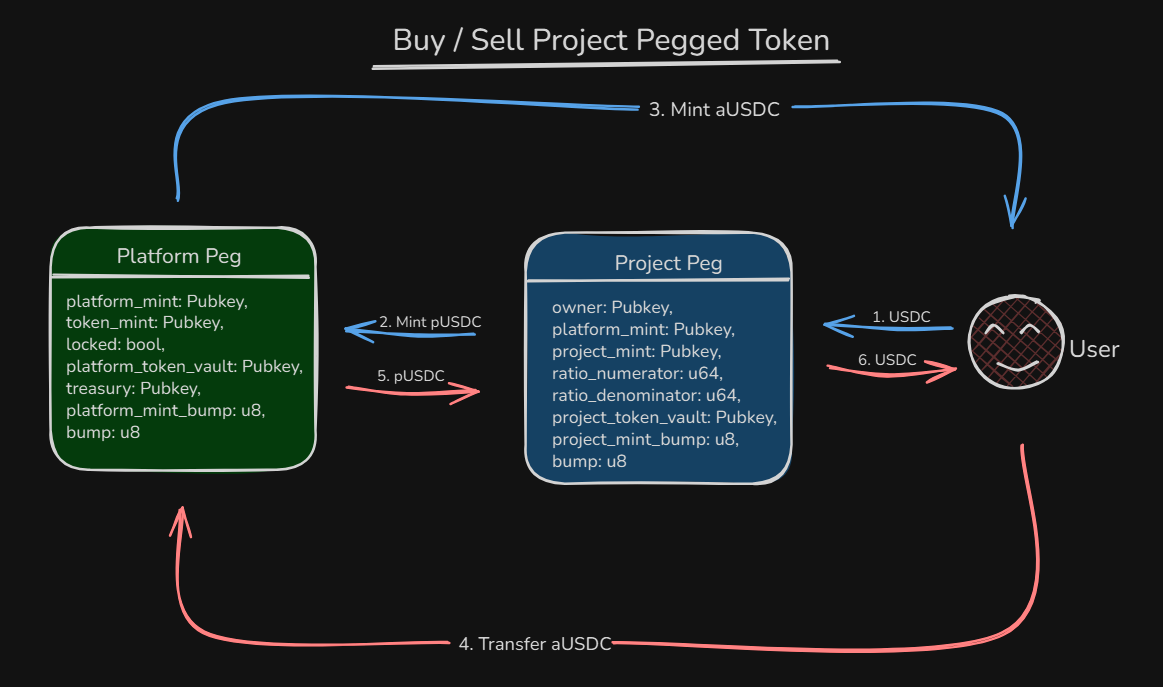 Buy / Sell Project Pegged Token
3. Mint aUSDC
Platform Peg
platform_mint: Pubkey,
token_mint: Pubkey,
locked: bool,
platform_token_vault: Pubkey,
treasury: Pubkey,
platform_mint_bump: u8,
bump: u8
2. Mint pUSDC
5. pUSDC
Project Peg
owner: Pubkey,
platform_mint: Pubkey,
project_mint: Pubkey,
ratio_numerator: u64,
ratio_denominator: u64,
project_token_vault: Pubkey,
project_mint_bump: u8,
bump: u8
1. USDC
6. USDC
User
4. Transfer aUSDC